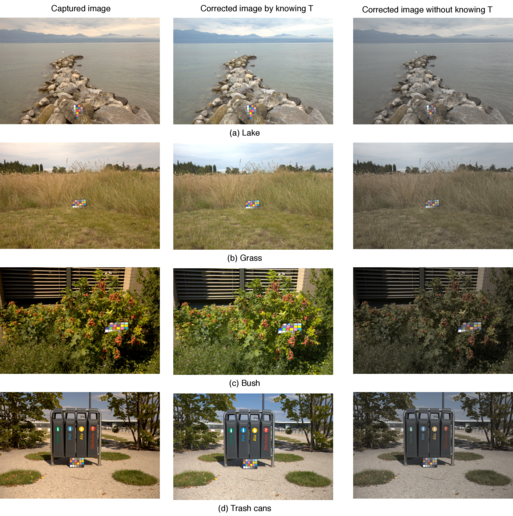 Captured image
Corrected image by knowing T
Corrected image without knowing T
(a) Lake
(b) Grass
(c) Bush
(d) Trash cans